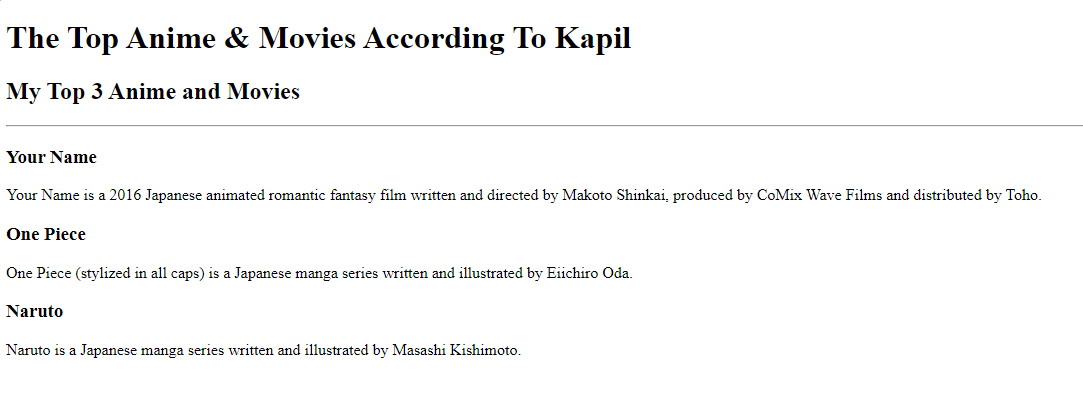 The Top Anime & Movies According To Kapil
My Top 3 Anime and Movies
Your Name
Your Name is a 2016 Japanese animated romantic fantasy film written and directed by Makoto Shinkai, produced by CoMix Wave Films and distributed by Toho.
One Piece
One Piece (stylized in all caps) is a Japanese manga series written and illustrated by Eiichiro Oda.
Naruto
Naruto is a Japanese manga series written and illustrated by Masashi Kishimoto.